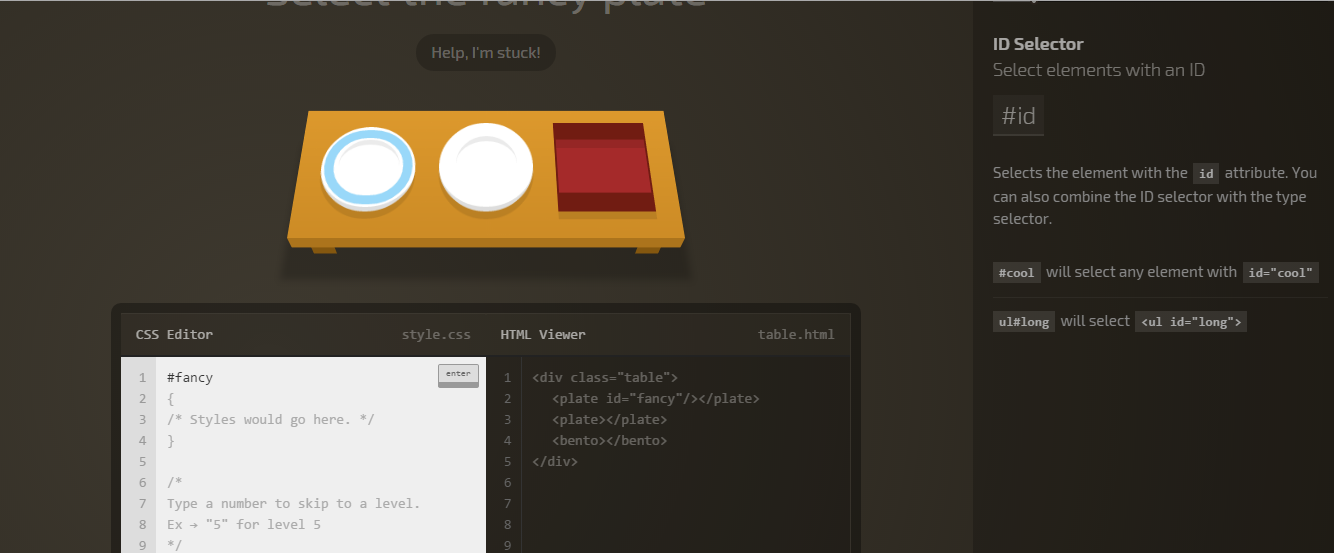 Select the fancy plate
Help, I'm stuck!
CSS Editor style.css
1 #fancy enter
2 {
3 /* Styles would go here. */
4 }
5
6 /*
7 Type a number to skip to a level.
8 Ex → "5" for level 5
9 */
HTML Viewer table.html
1 <div class="table">
2 <plate id="fancy"/></plate>
3 <plate></plate>
4 <bento></bento>
5 </div>
6
7
8
9
ID Selector
Select elements with an ID
#id
Selects the element with the id attribute. You
can also combine the ID selector with the type
selector.
#cool will select any element with id="cool"
ul#long will select <ul id="long">